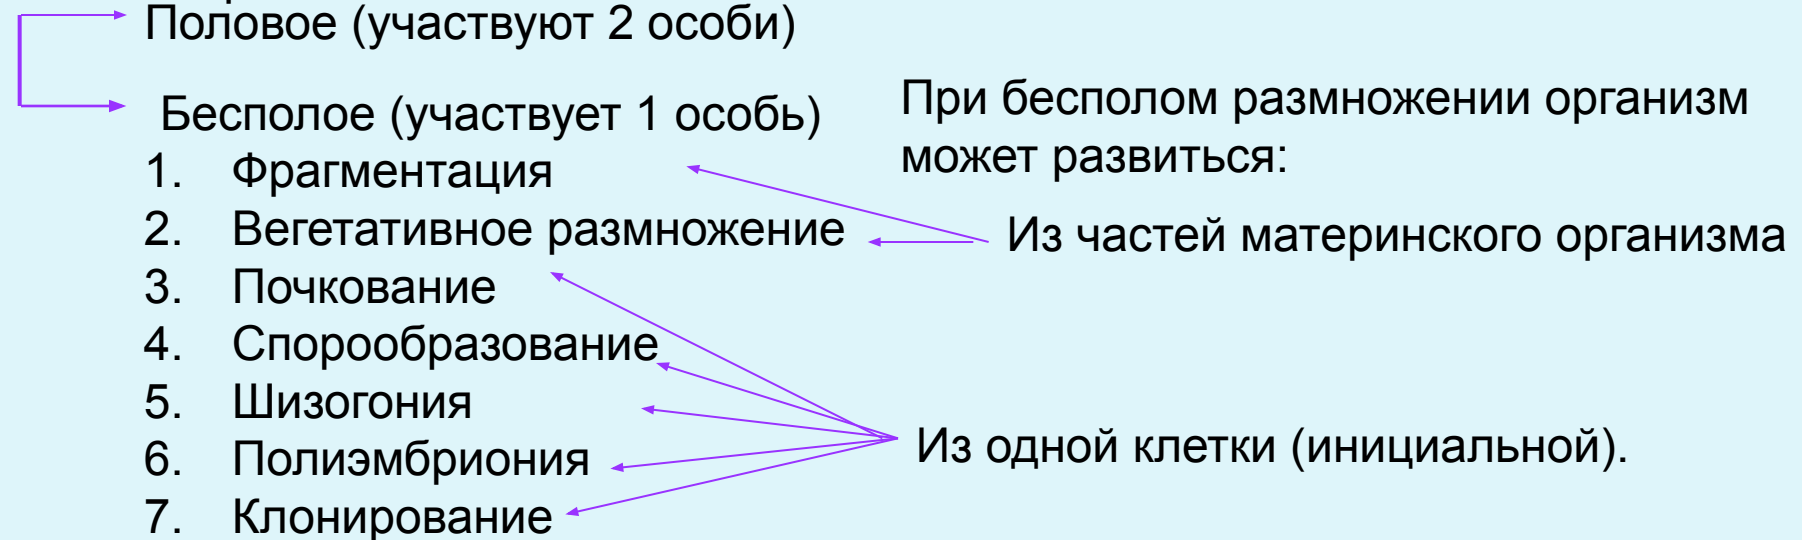 Половое (участвуют 2 особи)
Бесполое (участвует 1 особь)
1. Фрагментация
2. Вегетативное размножение
3. Почкование
4. Спорообразование
5. Шизогония
6. Полиэмбриония
7. Клонирование
При бесполом размножении организм
может развиться:
Из частей материнского организма
Из одной клетки (инициальной).